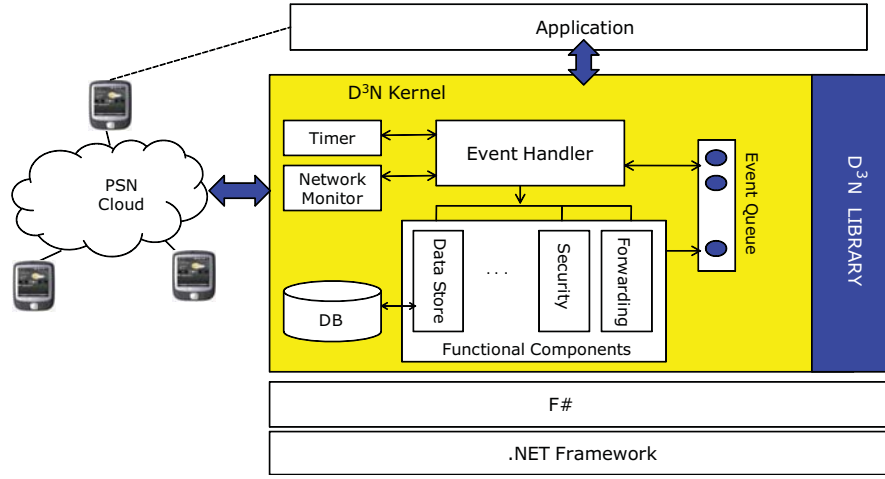 Application
D³N Kernel
Timer
Event Handler
Network
Monitor
PSN
Cloud
Event Queue
D³N LIBRARY
Data Store
. . .
Security
Forwarding
DB
Functional Components
F#
.NET Framework